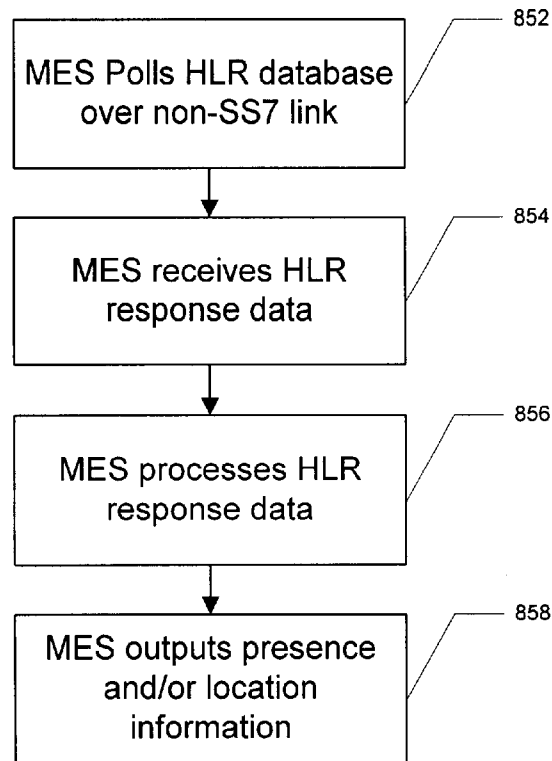 852
MES Polls HLR database
over non-SS7 link
854
MES receives HLR
response data
856
MES processes HLR
response data
858
MES outputs presence
and/or location
information